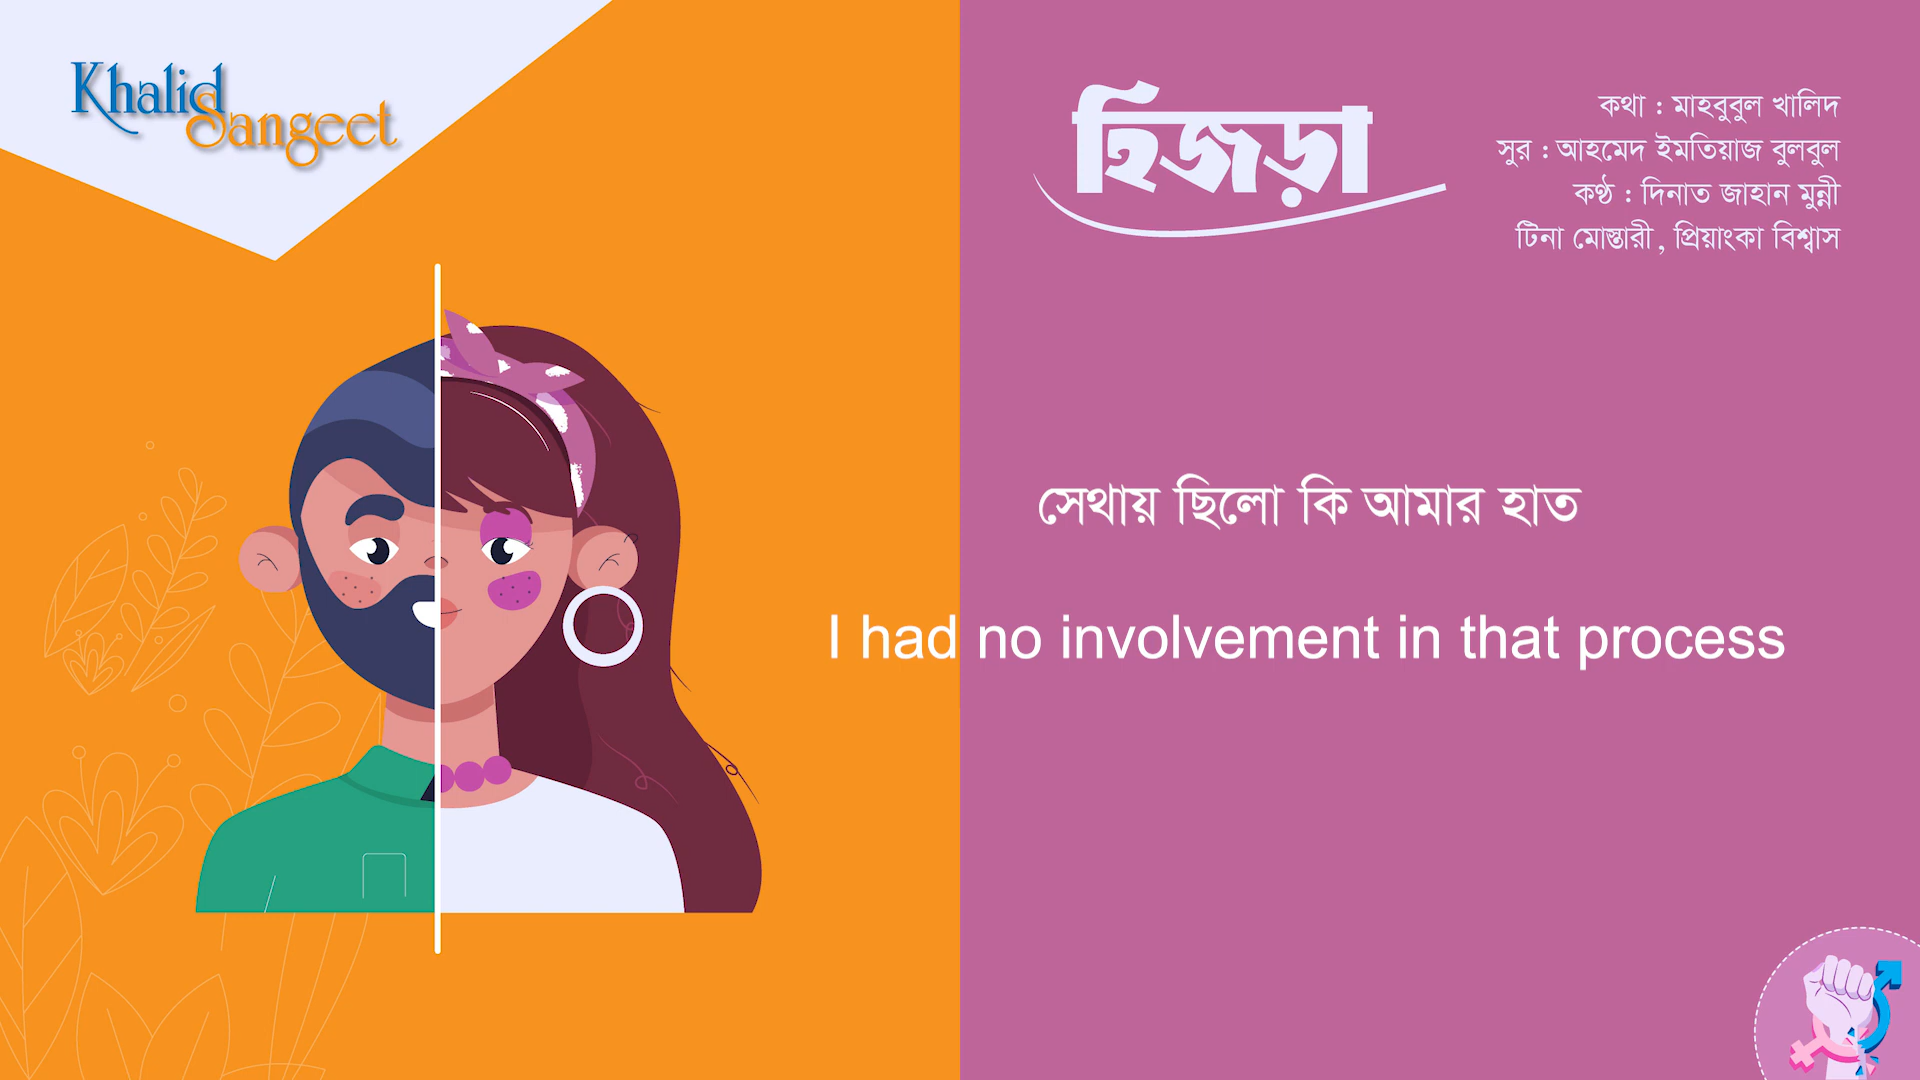 Khalid
Sangeet
হিজড়া
কথা : মাহবুবুল খালিদ
সুর : আহমেদ ইমতিয়াজ বুলবুল
কণ্ঠ : দিনাত জাহান মুন্নী
টিনা মোস্তারী, প্রিয়াংকা বিশ্বাস
সেথায় ছিলো কি আমার হাত
I had no involvement in that process